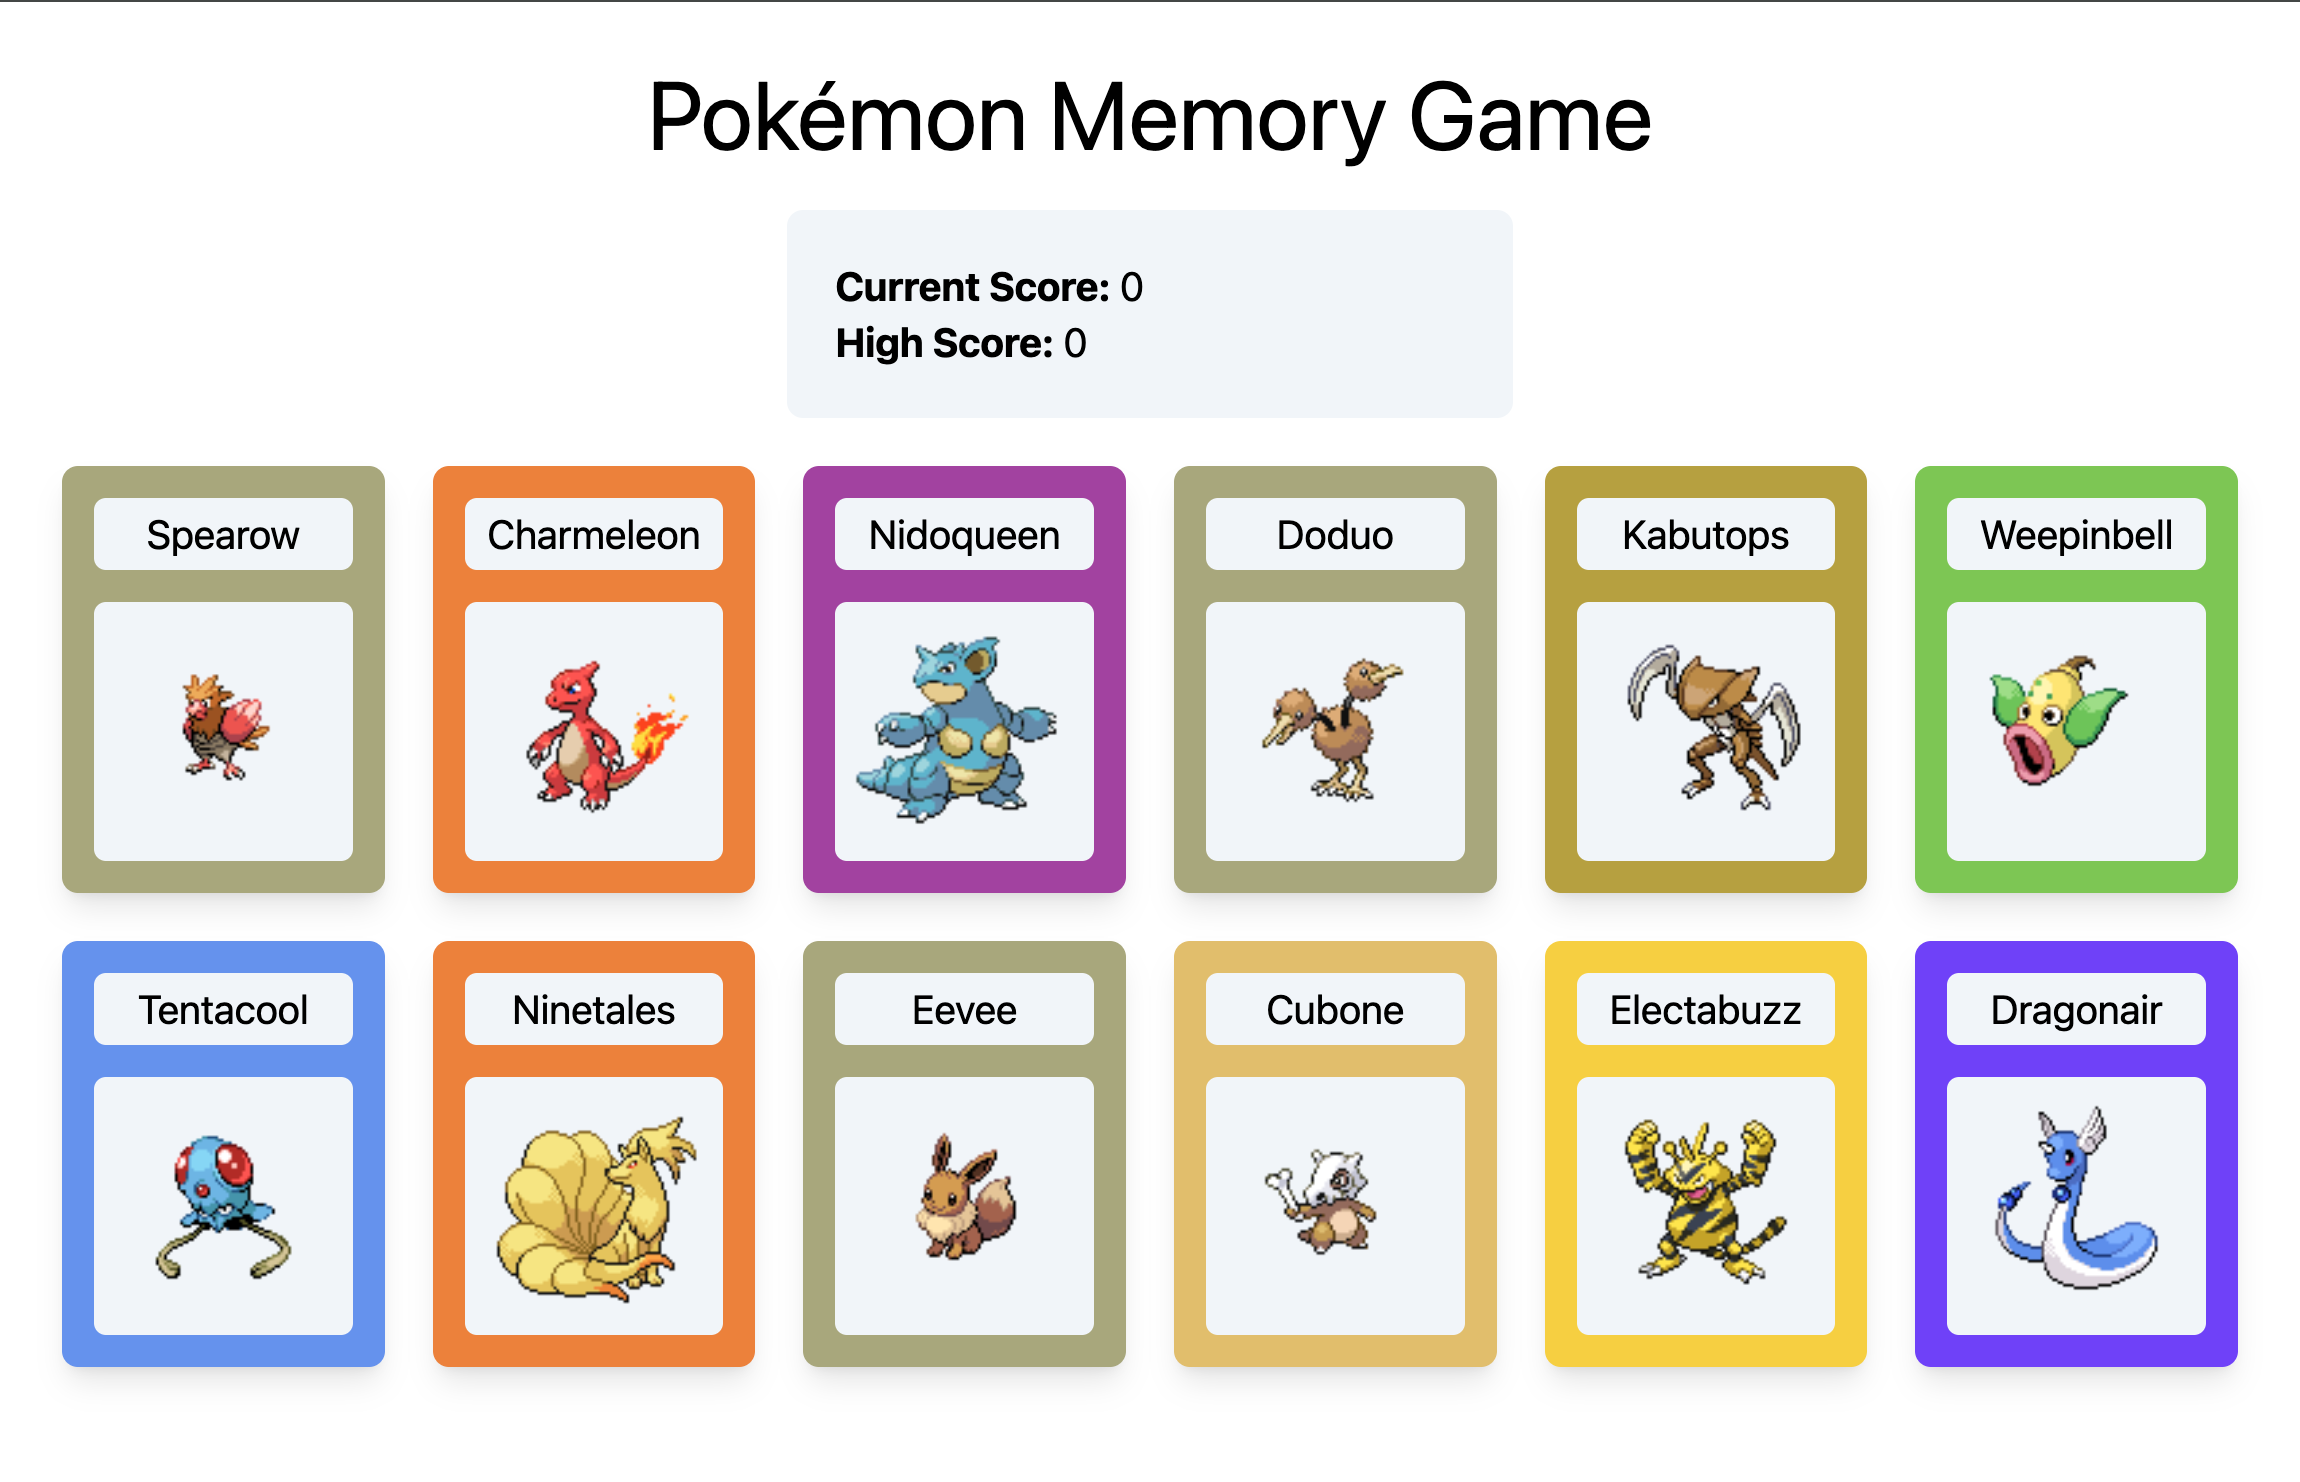 Pokémon Memory Game
Current Score: 0
High Score: 0
Spearow
Charmeleon
Nidoqueen
Doduo
Kabutops
Weepinbell
Tentacool
Ninetales
Eevee
Cubone
Electabuzz
Dragonair